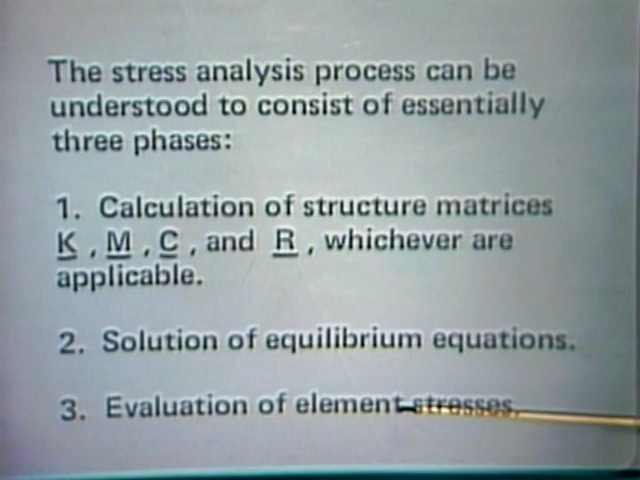 The stress analysis process can be
understood to consist of essentially
three phases:
1. Calculation of structure matrices
K , M , C , and R , whichever are
applicable.
2. Solution of equilibrium equations.
3. Evaluation of element stresses.